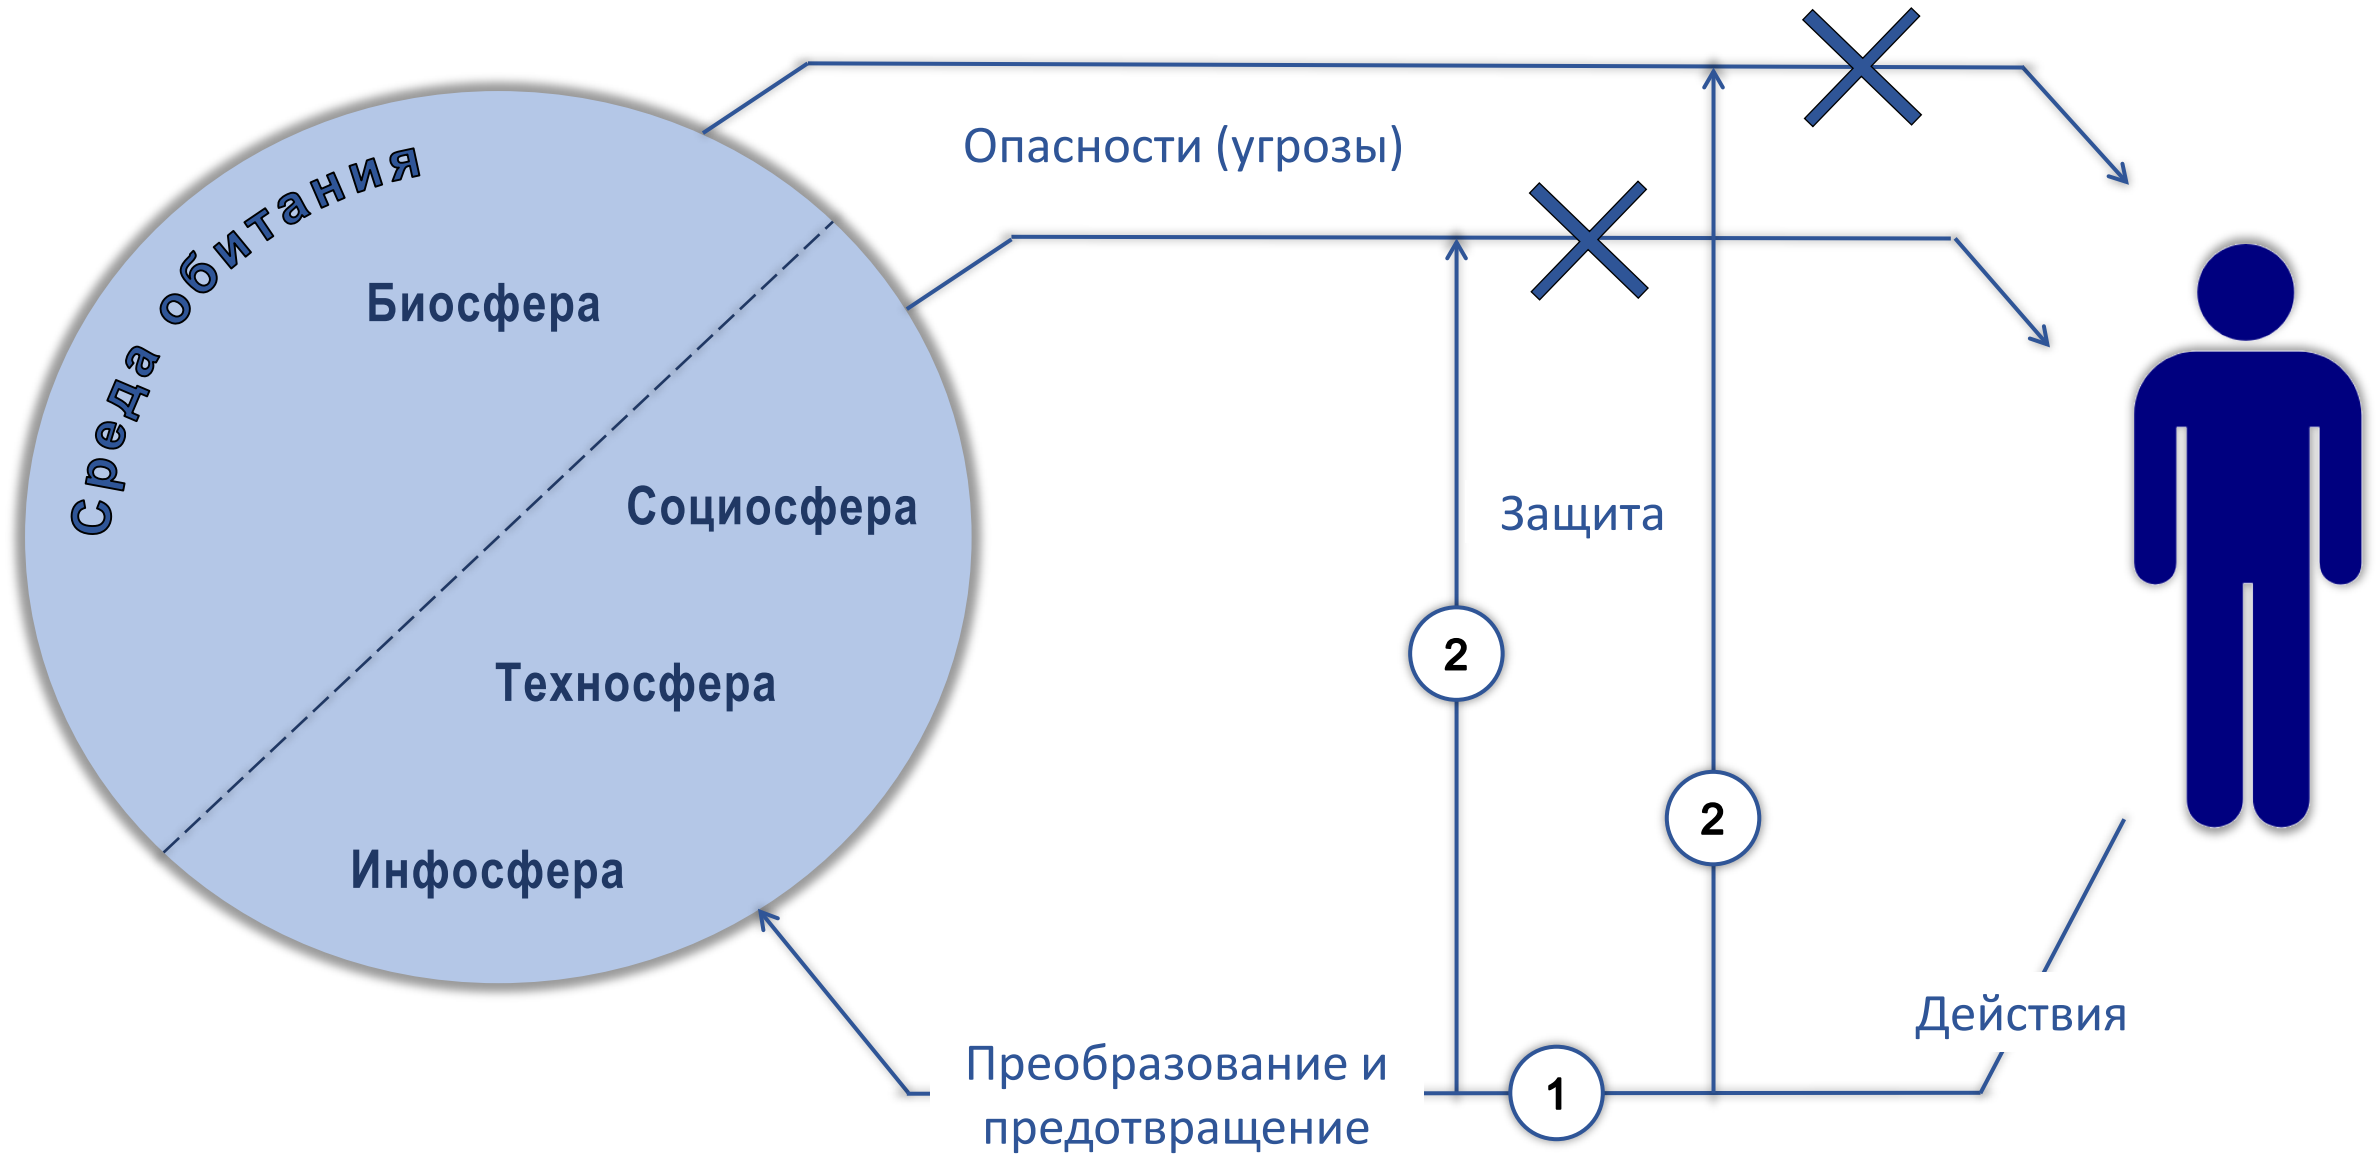 Среда обитания
Биосфера
Социосфера
Техносфера
Инфосфера
Опасности (угрозы)
Защита
2
2
Действия
Преобразование и
предотвращение
1